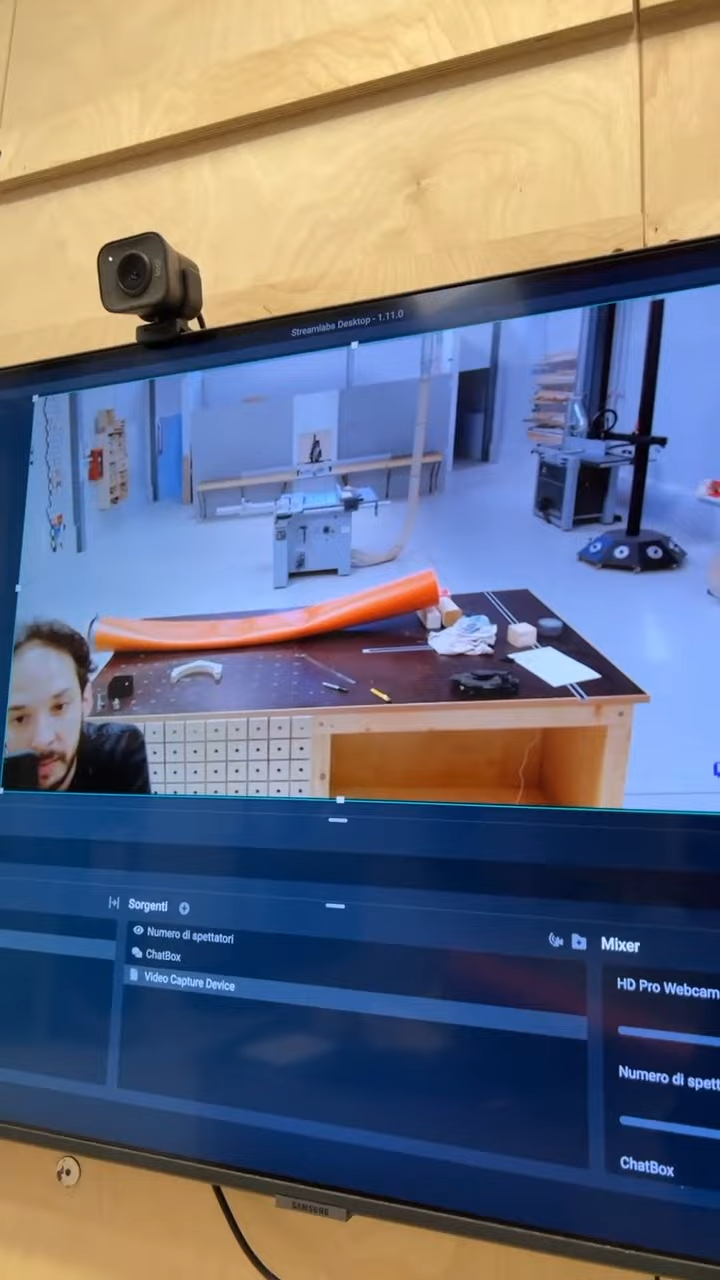 Streamlabs Desktop - 1.11.0
Sorgenti
Numero di spettatori
ChatBox
Video Capture Device
Mixer
HD Pro Webcam
Numero di spett
ChatBox
SAMSUNG
logi